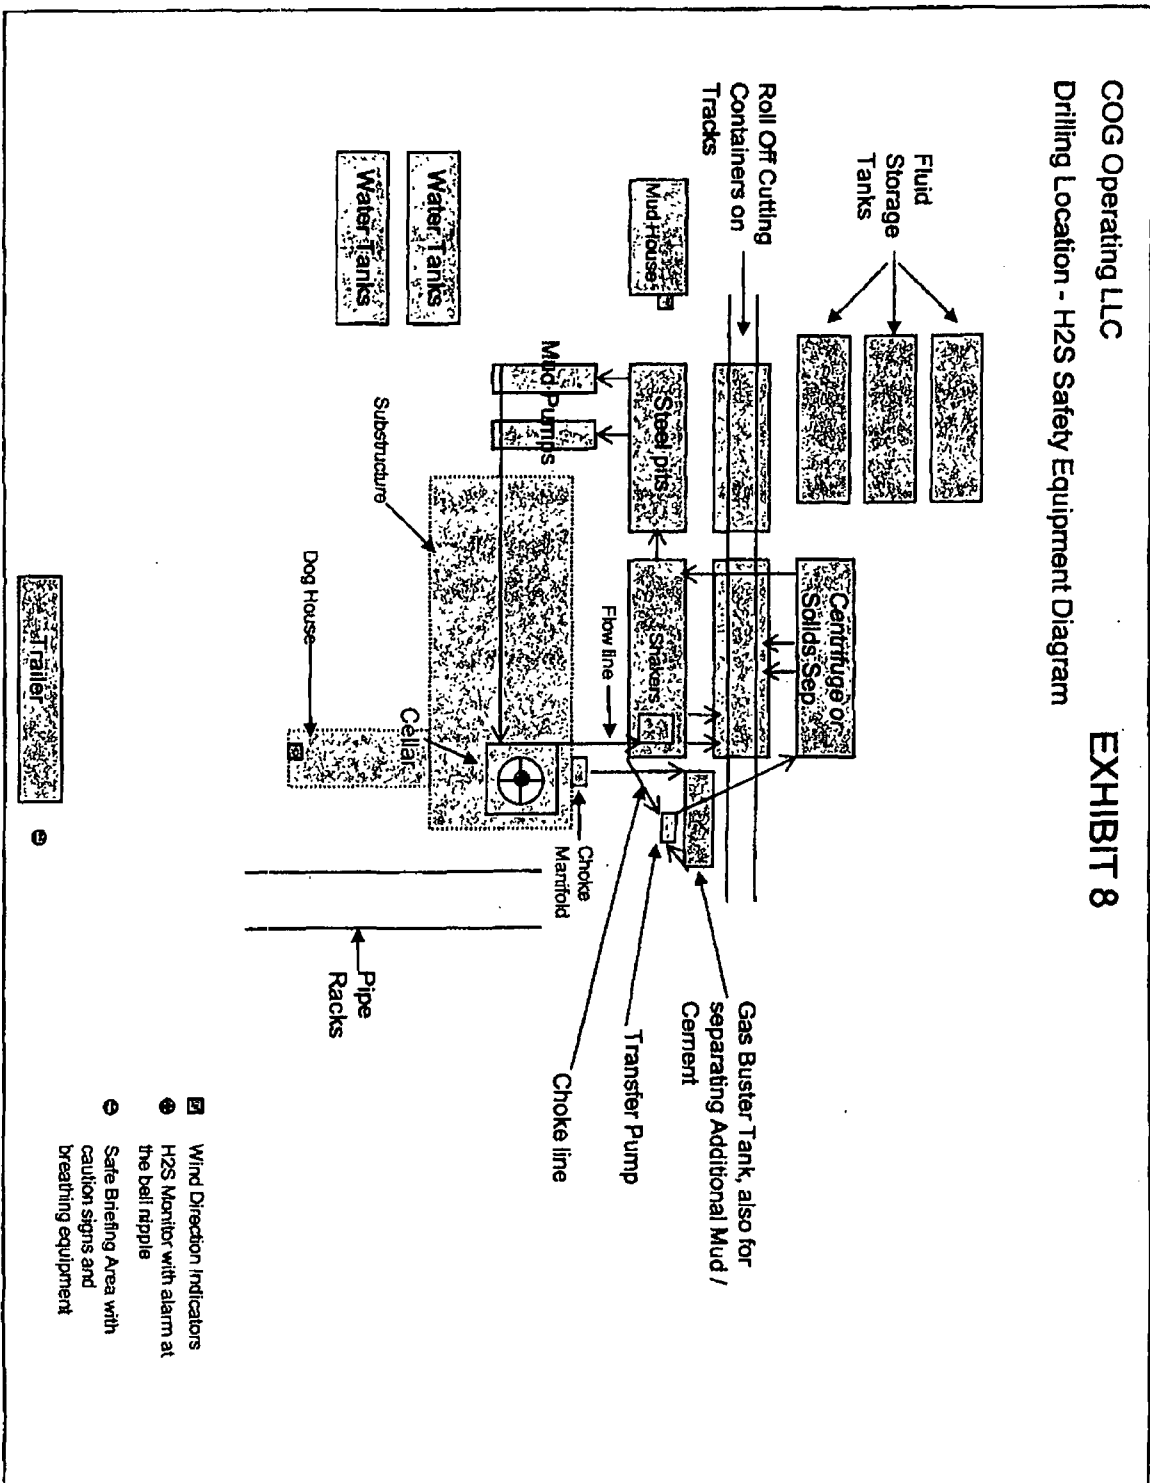 COG Operating LLC
Drilling Location - H2S Safety Equipment Diagram
EXHIBIT 8
Fluid
Storage
Tanks
Roll Off Cutting
Containers on
Tracks
Centrifuge or
Solids Sep
Mud House
Steel pits
Shakers
Flow line
Mud Pumps
Water Tanks
Water Tanks
Substructure
Dog House
Cellar
Choke
Manifold
Trailer
Pipe
Racks
Gas Buster Tank, also for
separating Additional Mud /
Cement
Transfer Pump
Choke line
Wind Direction Indicators
H2S Monitor with alarm at
the bell nipple
Safe Briefing Area with
caution signs and
breathing equipment